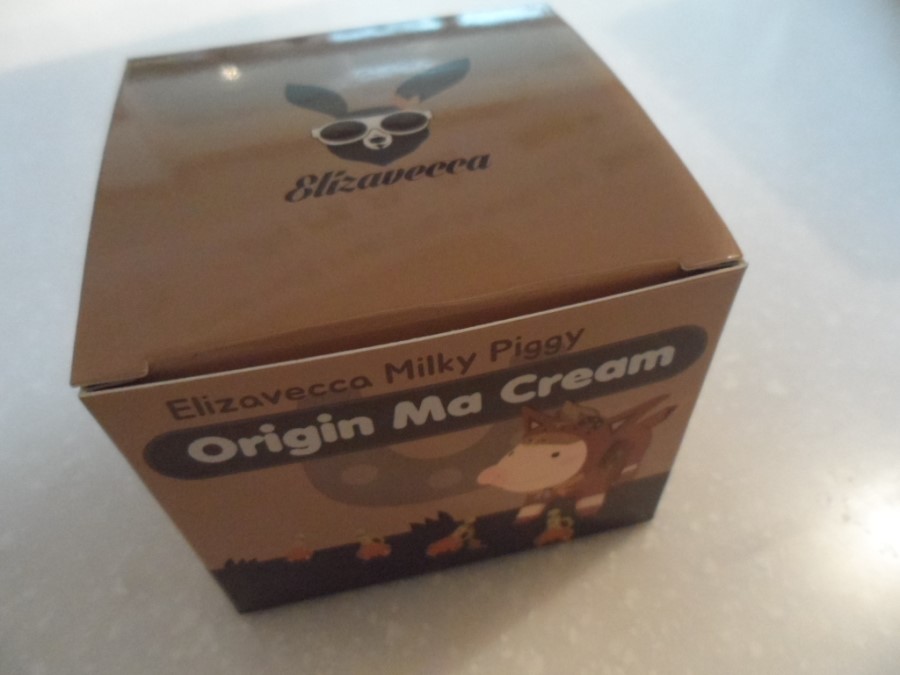 Elizavecca
Elizavecca Milky Piggy
Origin Ma Cream